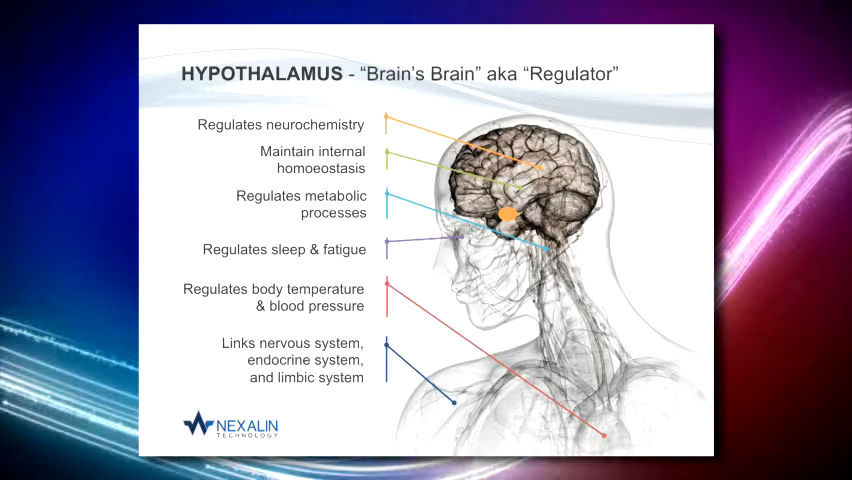 HYPOTHALAMUS - “Brain’s Brain” aka “Regulator”
Regulates neurochemistry
Maintain internal
homoeostasis
Regulates metabolic
processes
Regulates sleep & fatigue
Regulates body temperature
& blood pressure
Links nervous system,
endocrine system,
and limbic system
NEXALIN
TECHNOLOGY